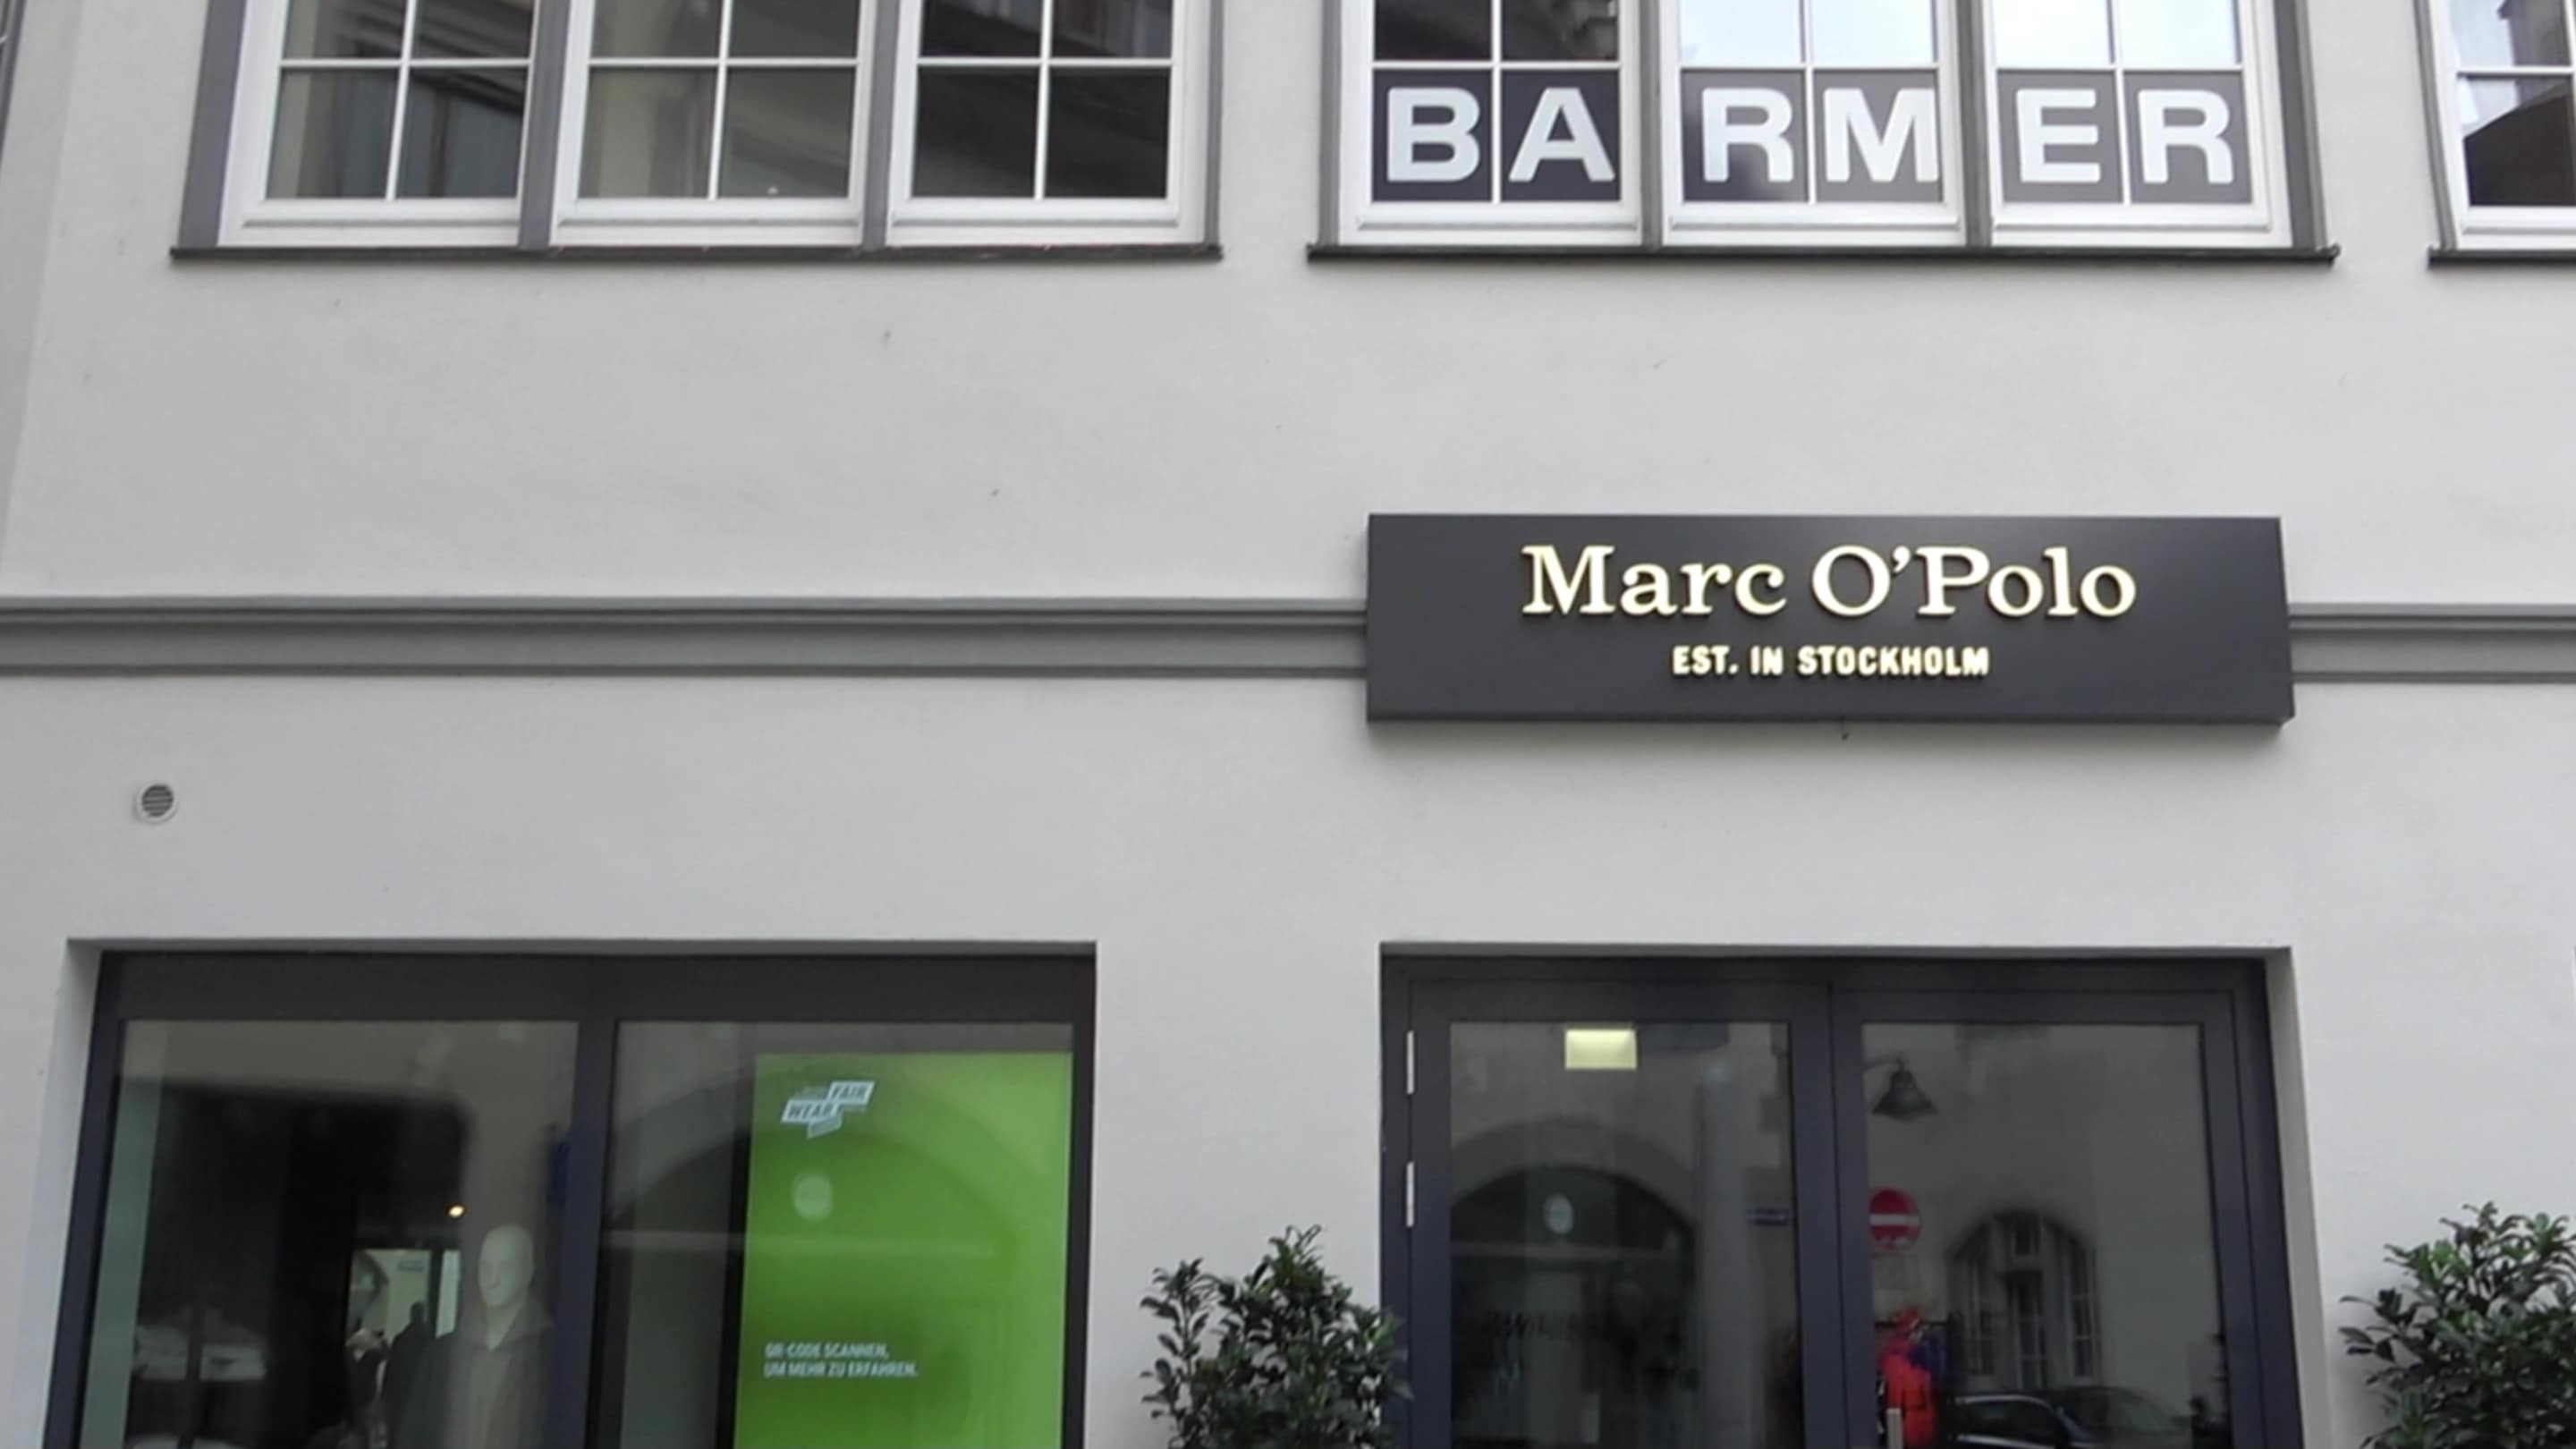 BARMER
Marc O'Polo
EST. IN STOCKHOLM
FAIR
WEAR
QR-CODE SCANNEN,
UM MEHR ZU ERFAHREN.